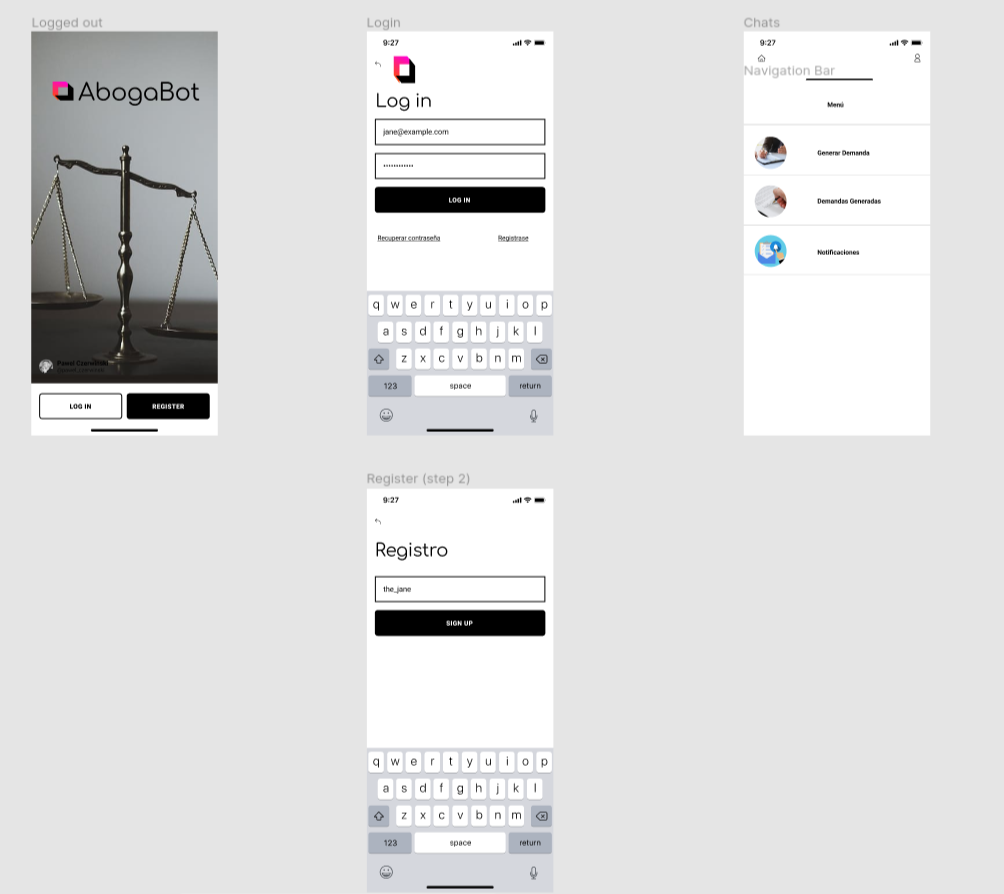 Logged out
AbogaBot
Pawel Czerwinski
LOG IN
REGISTER
Login
9:27
Log in
jane@example.com
••••••••••••
LOG IN
Recuperar contraseña
Registrase
q w e r t y u i o p
a s d f g h j k l
z x c v b n m
123 space return
Chats
9:27
Navigation Bar
Menú
Generar Demanda
Demandas Generadas
Notificaciones
Register (step 2)
9:27
Registro
the_jane
SIGN UP
q w e r t y u i o p
a s d f g h j k l
z x c v b n m
123 space return